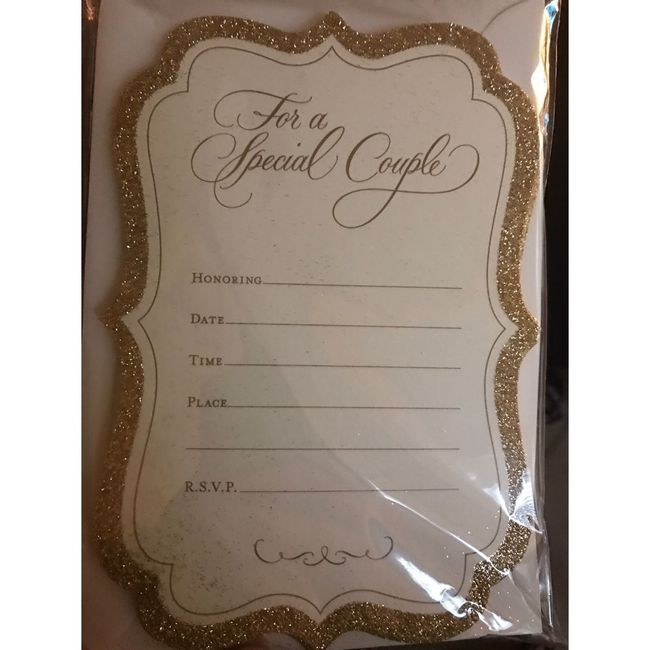 For a
Special Couple
HONORING
DATE
TIME
PLACE
R.S.V.P.